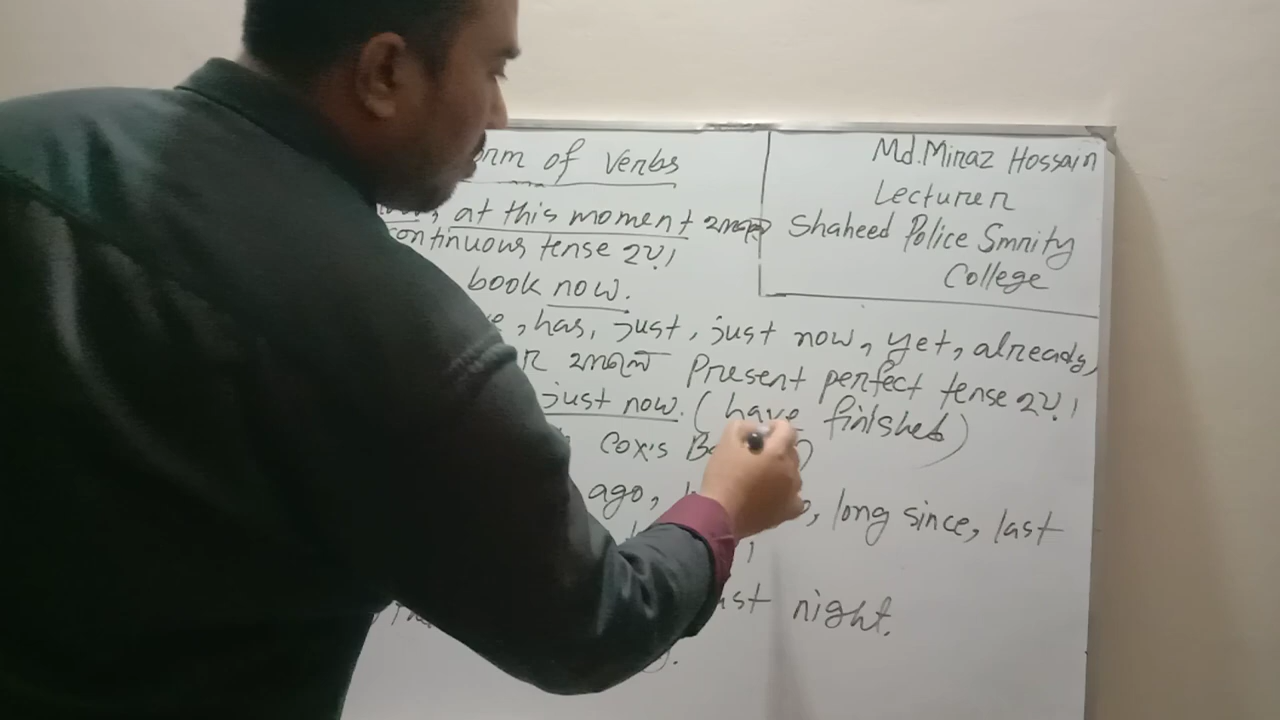 orm of Verbs
at this moment থাকলে
continuous tense হয়।
book now.
has, just, just now, yet, already,
থাকলে Present perfect tense হয়।
just now. (have finished)
Cox's
ago, long since, last
night.
Md. Miraz Hossain
Lecturer
Shaheed Police Smrity
College